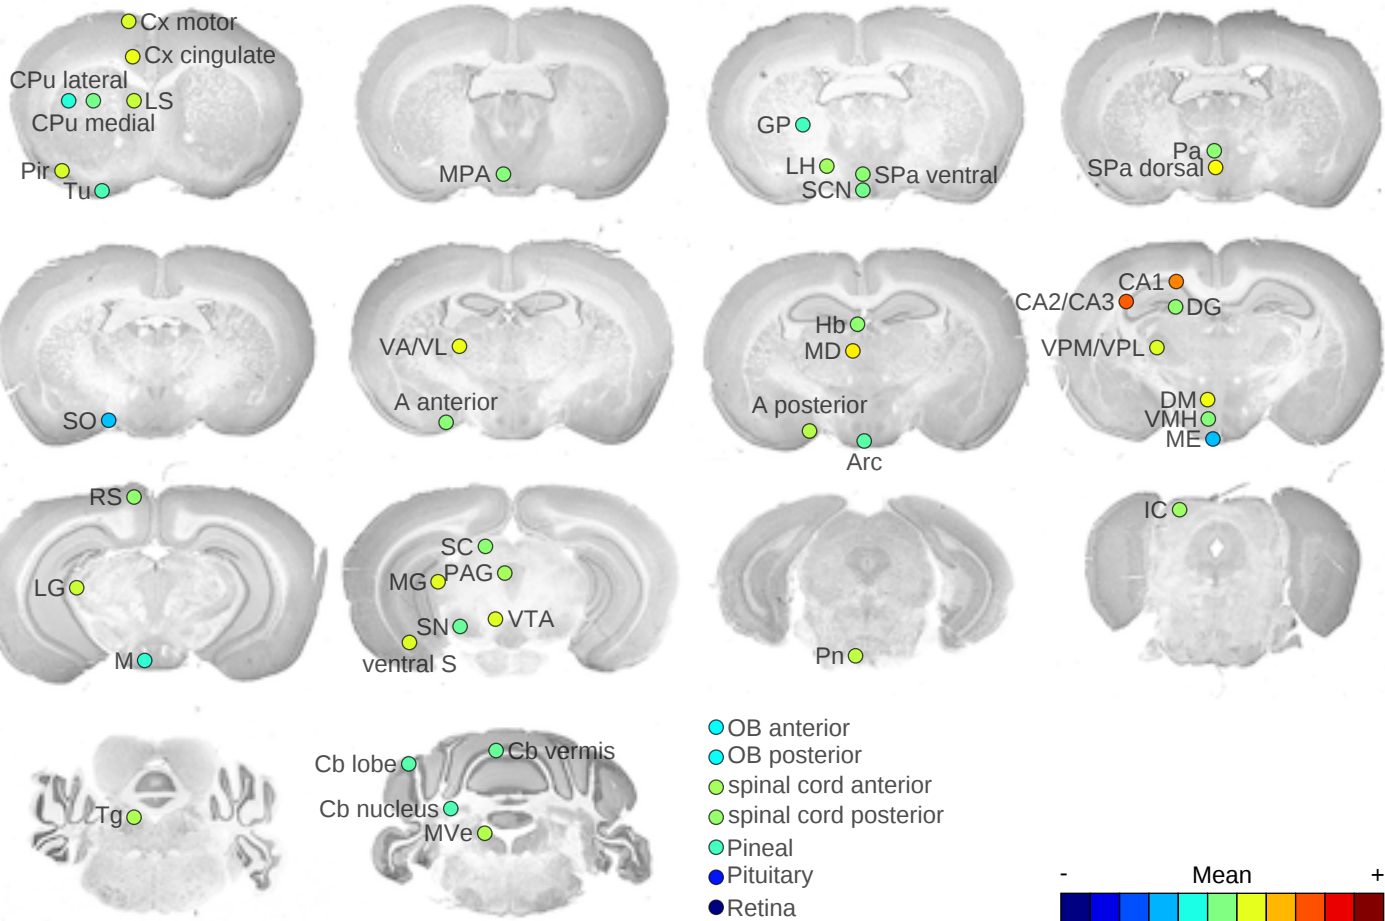 Cx motor
Cx cingulate
CPu lateral
LS
CPu medial
Pir
Tu
MPA
GP
LH
SPa ventral
SCN
Pa
SPa dorsal
SO
VA/VL
A anterior
Hb
MD
A posterior
Arc
CA1
CA2/CA3
DG
VPM/VPL
DM
VMH
ME
RS
LG
M
SC
PAG
MG
VTA
SN
ventral S
Pn
IC
Tg
Cb vermis
Cb lobe
Cb nucleus
MVe
OB anterior
OB posterior
spinal cord anterior
spinal cord posterior
Pineal
Pituitary
Retina
- Mean +